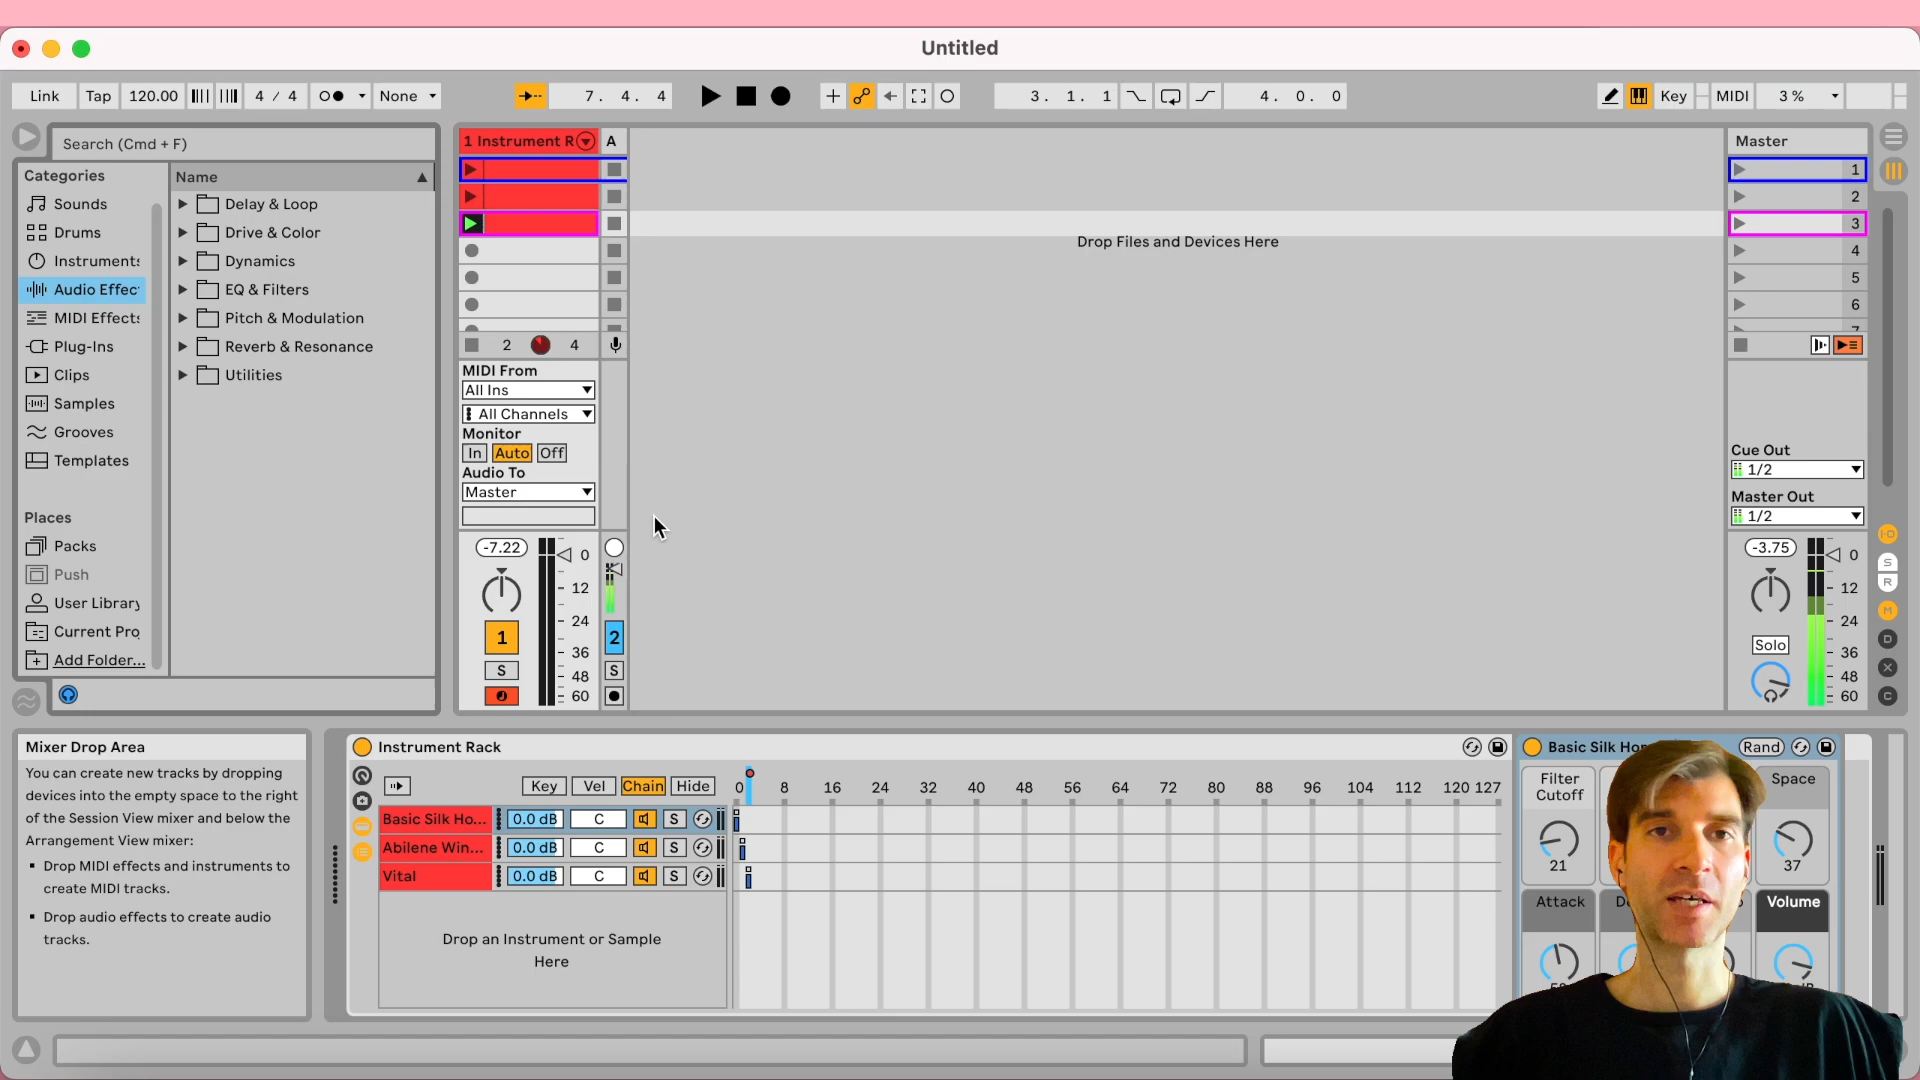 Untitled
Link Tap 120.00 4 / 4 None 7. 4. 4 3. 1. 1 4. 0. 0 Key MIDI 3 %
Search (Cmd + F)
Categories
Sounds
Drums
Instruments
Audio Effec
MIDI Effects
Plug-Ins
Clips
Samples
Grooves
Templates
Places
Packs
Push
User Library
Current Pro
Add Folder...
Name
Delay & Loop
Drive & Color
Dynamics
EQ & Filters
Pitch & Modulation
Reverb & Resonance
Utilities
1 Instrument R A
2 4
MIDI From
All Ins
All Channels
Monitor
In Auto Off
Audio To
Master
-7.22
0
12
24
36
48
60
1
S
2
S
Drop Files and Devices Here
Master
1
2
3
4
5
6
7
Cue Out
1/2
Master Out
1/2
-3.75
0
12
24
36
48
60
Solo
I-O
S
R
M
D
X
C
Mixer Drop Area
You can create new tracks by dropping
devices into the empty space to the right
of the Session View mixer and below the
Arrangement View mixer:
▪ Drop MIDI effects and instruments to
create MIDI tracks.
▪ Drop audio effects to create audio
tracks.
Instrument Rack
Key Vel Chain Hide 0 8 16 24 32 40 48 56 64 72 80 88 96 104 112 120 127
Basic Silk Ho... 0.0 dB C S
Abilene Win... 0.0 dB C S
Vital 0.0 dB C S
Drop an Instrument or Sample
Here
Basic Silk Hor Rand
Filter
Cutoff
21
Space
37
Attack
Volume